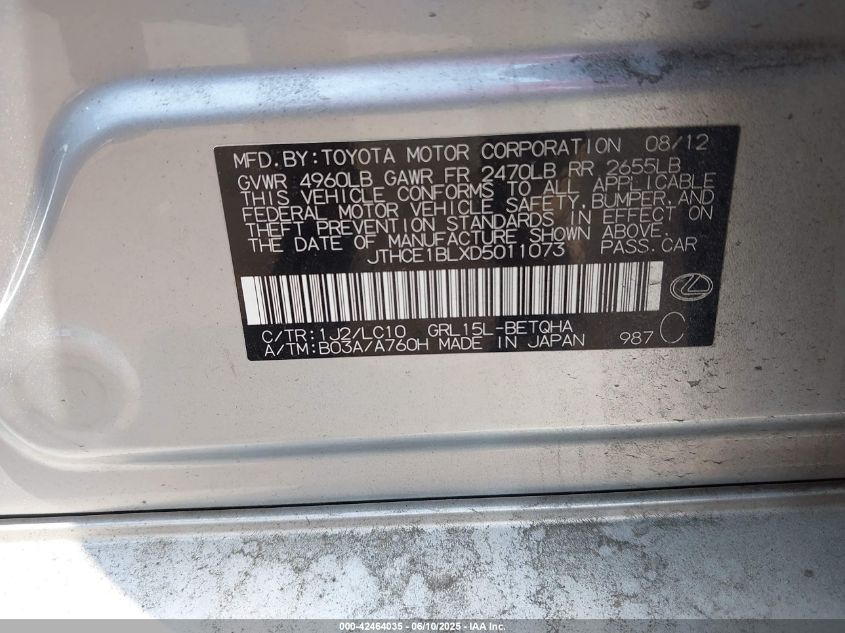 MFD. BY: TOYOTA MOTOR CORPORATION 08/12
GVWR 4960LB GAWR FR 2470LB RR 2655LB
THIS VEHICLE CONFORMS TO ALL APPLICABLE
FEDERAL MOTOR VEHICLE SAFETY, BUMPER, AND
THEFT PREVENTION STANDARDS IN EFFECT ON
THE DATE OF MANUFACTURE SHOWN ABOVE.
JTHCE1BLXD5011073 PASS. CAR
C/TR: 1J2/LC10 GRL15L-BETQHA
A/TM: B03A/A760H MADE IN JAPAN 987 C
000-42464035 - 06/10/2025 - IAA Inc.